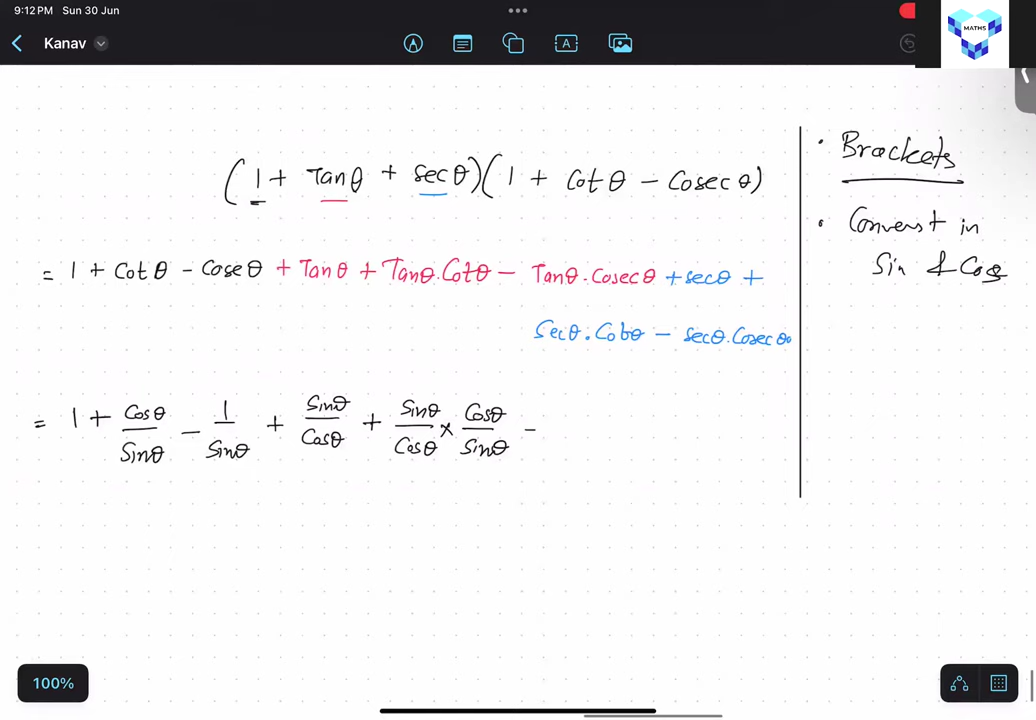 9:12 PM Sun 30 Jun
MATHS
Kanav
A
(1 + Tanθ + secθ)(1 + Cotθ − Cosecθ)
= 1 + Cotθ − Coseθ + Tanθ + Tanθ.Cotθ − Tanθ.Cosecθ + secθ +
Secθ.Cotθ − secθ.Cosecθ
= 1 + Cosθ/Sinθ − 1/Sinθ + Sinθ/Cosθ + Sinθ/Cosθ × Cosθ/Sinθ −
• Brackets
• Convert in
Sin & Cos
100%